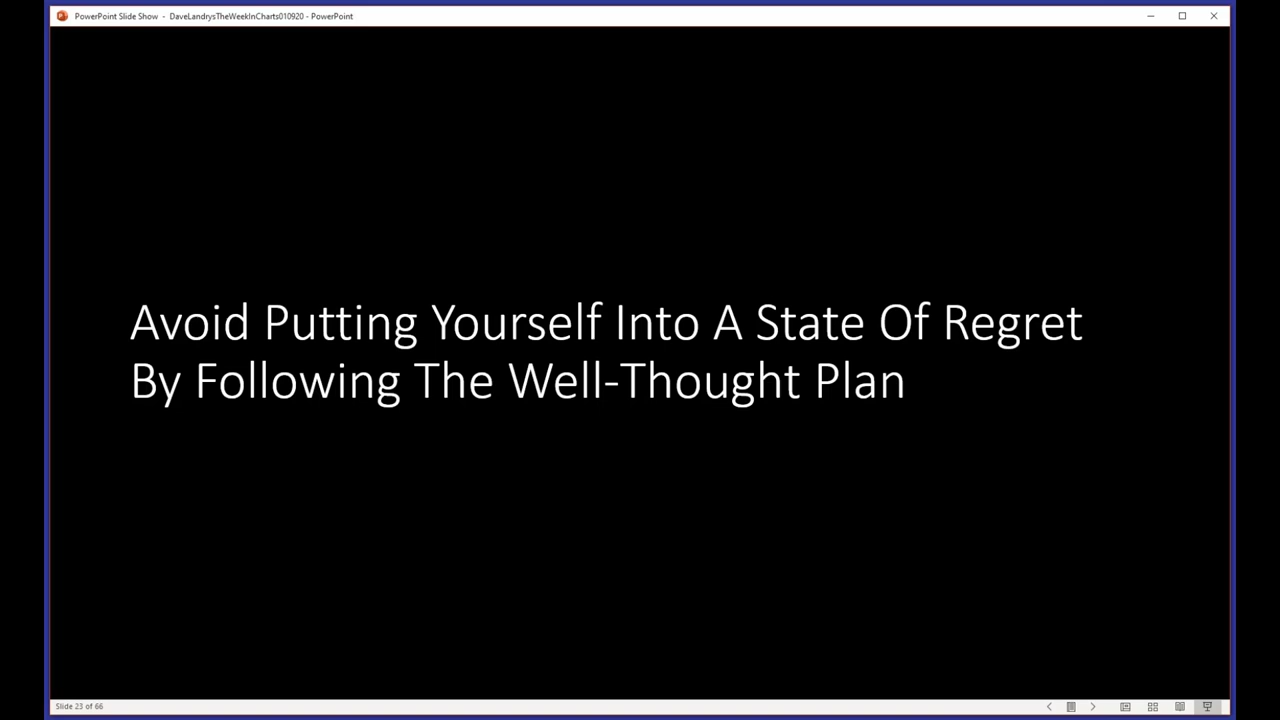 PowerPoint Slide Show - DaveLandrysTheWeekInCharts010920 - PowerPoint
Avoid Putting Yourself Into A State Of Regret
By Following The Well-Thought Plan
Slide 23 of 66